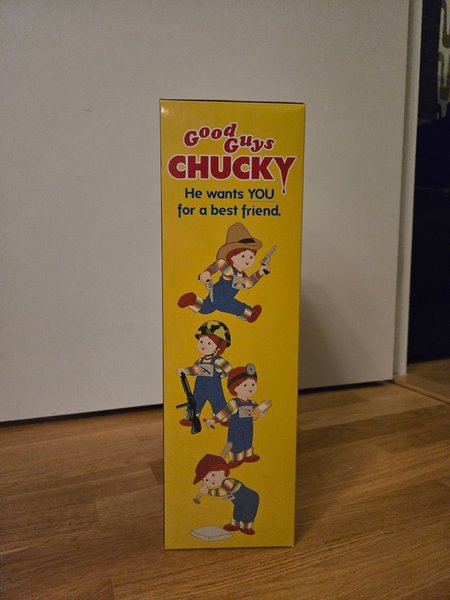 Good
Guys
CHUCKY
He wants YOU
for a best friend.